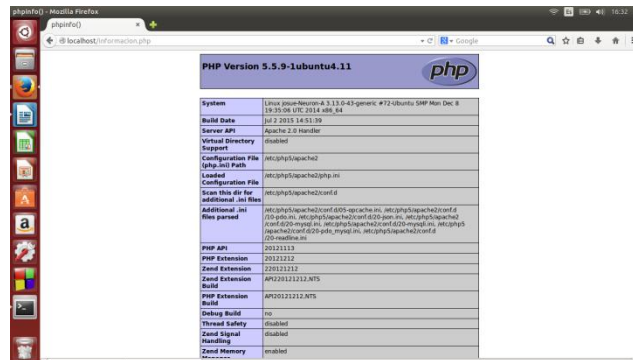 phpinfo() - Mozilla Firefox
Es
16:32
phpinfo()
localhost/informacion.php
Google
PHP Version 5.5.9-1ubuntu4.11
php
System Linux josue-Neuron-A 3.13.0-43-generic #72-Ubuntu SMP Mon Dec 8
19:35:06 UTC 2014 x86_64
Build Date Jul 2 2015 14:51:39
Server API Apache 2.0 Handler
Virtual Directory disabled
Support
Configuration File /etc/php5/apache2
(php.ini) Path
Loaded /etc/php5/apache2/php.ini
Configuration File
Scan this dir for /etc/php5/apache2/conf.d
additional .ini files
Additional .ini /etc/php5/apache2/conf.d/05-opcache.ini, /etc/php5/apache2/conf.d
files parsed /10-pdo.ini, /etc/php5/apache2/conf.d/20-json.ini, /etc/php5/apache2
/conf.d/20-mysql.ini, /etc/php5/apache2/conf.d/20-mysqli.ini, /etc/php5
/apache2/conf.d/20-pdo_mysql.ini, /etc/php5/apache2/conf.d
/20-readline.ini
PHP API 20121113
PHP Extension 20121212
Zend Extension 220121212
Zend Extension API220121212,NTS
Build
PHP Extension API20121212,NTS
Build
Debug Build no
Thread Safety disabled
Zend Signal disabled
Handling
Zend Memory enabled
Manager